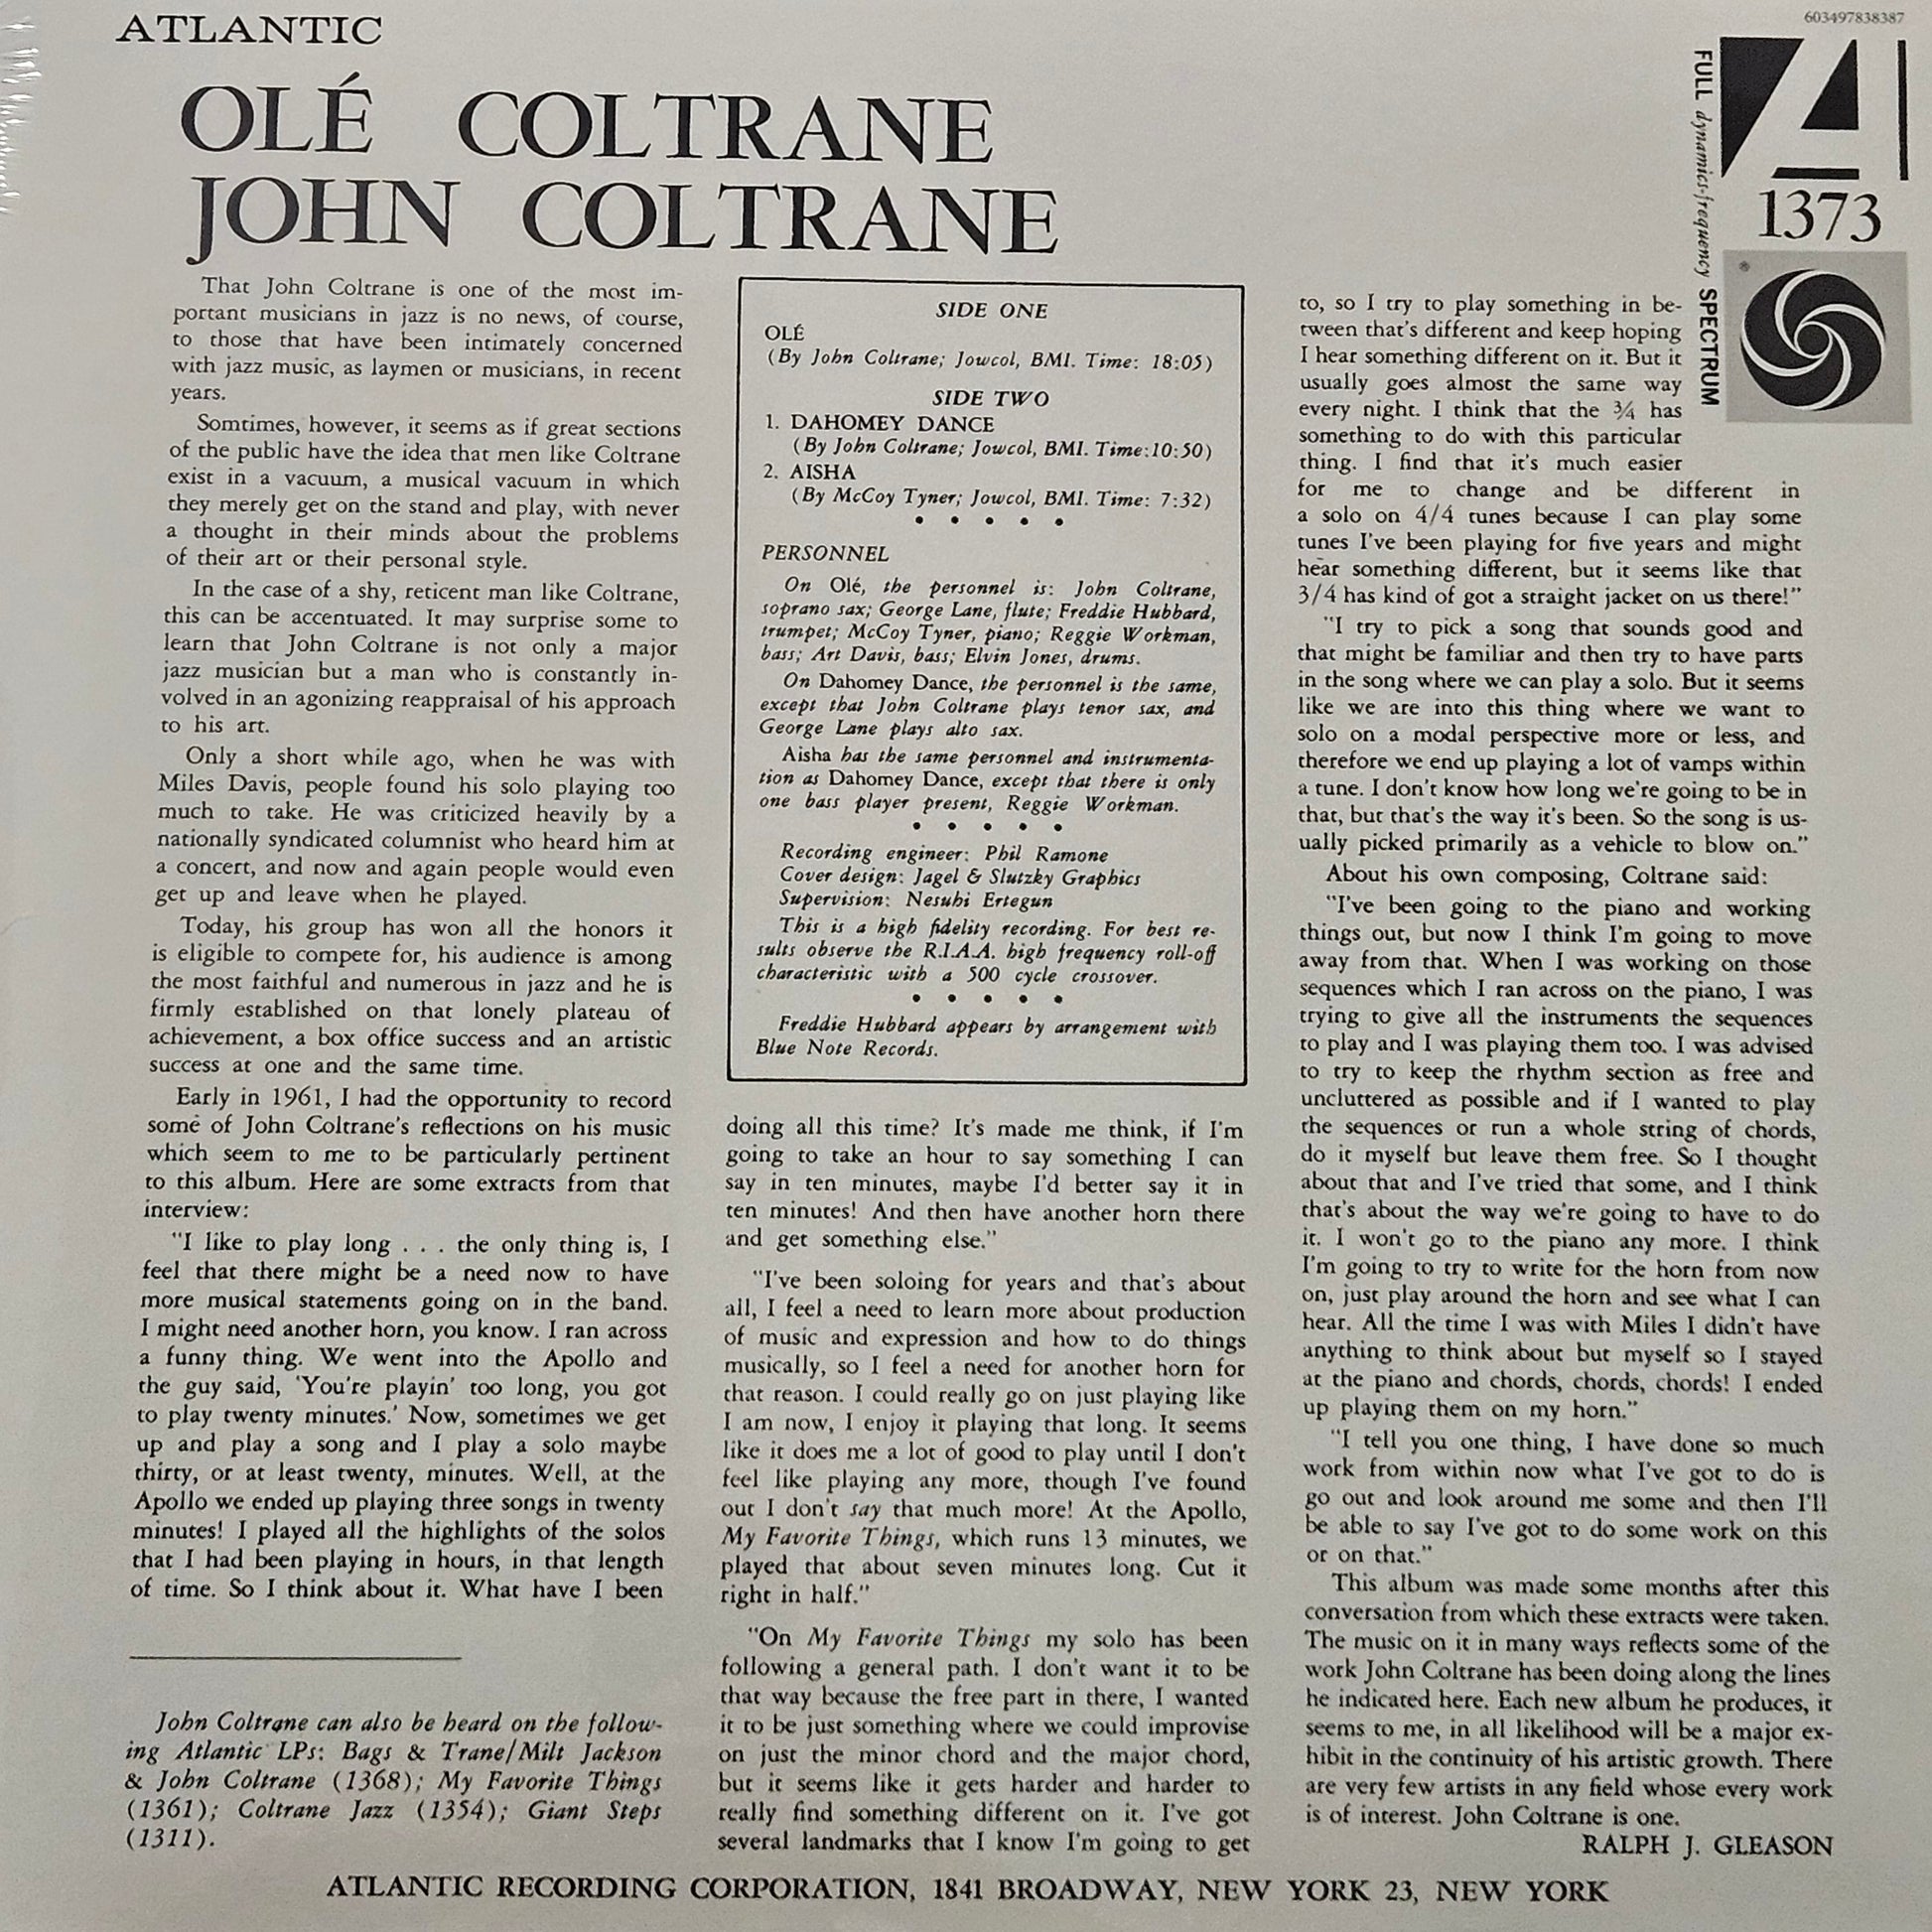 603497838387
ATLANTIC
OLÉ COLTRANE
JOHN COLTRANE
FULL dynamics-frequency SPECTRUM
A
1373
®
That John Coltrane is one of the most im-
portant musicians in jazz is no news, of course,
to those that have been intimately concerned
with jazz music, as laymen or musicians, in recent
years.
Somtimes, however, it seems as if great sections
of the public have the idea that men like Coltrane
exist in a vacuum, a musical vacuum in which
they merely get on the stand and play, with never
a thought in their minds about the problems
of their art or their personal style.
In the case of a shy, reticent man like Coltrane,
this can be accentuated. It may surprise some to
learn that John Coltrane is not only a major
jazz musician but a man who is constantly in-
volved in an agonizing reappraisal of his approach
to his art.
Only a short while ago, when he was with
Miles Davis, people found his solo playing too
much to take. He was criticized heavily by a
nationally syndicated columnist who heard him at
a concert, and now and again people would even
get up and leave when he played.
Today, his group has won all the honors it
is eligible to compete for, his audience is among
the most faithful and numerous in jazz and he is
firmly established on that lonely plateau of
achievement, a box office success and an artistic
success at one and the same time.
Early in 1961, I had the opportunity to record
some of John Coltrane's reflections on his music
which seem to me to be particularly pertinent
to this album. Here are some extracts from that
interview:
"I like to play long . . . the only thing is, I
feel that there might be a need now to have
more musical statements going on in the band.
I might need another horn, you know. I ran across
a funny thing. We went into the Apollo and
the guy said, 'You're playin' too long, you got
to play twenty minutes.' Now, sometimes we get
up and play a song and I play a solo maybe
thirty, or at least twenty, minutes. Well, at the
Apollo we ended up playing three songs in twenty
minutes! I played all the highlights of the solos
that I had been playing in hours, in that length
of time. So I think about it. What have I been
John Coltrane can also be heard on the follow-
ing Atlantic LPs: Bags & Trane/Milt Jackson
& John Coltrane (1368); My Favorite Things
(1361); Coltrane Jazz (1354); Giant Steps
(1311).
SIDE ONE
OLÉ
(By John Coltrane; Jowcol, BMI. Time: 18:05)
SIDE TWO
1. DAHOMEY DANCE
(By John Coltrane; Jowcol, BMI. Time:10:50)
2. AISHA
(By McCoy Tyner; Jowcol, BMI. Time: 7:32)
• • • • •
PERSONNEL
On Olé, the personnel is: John Coltrane,
soprano sax; George Lane, flute; Freddie Hubbard,
trumpet; McCoy Tyner, piano; Reggie Workman,
bass; Art Davis, bass; Elvin Jones, drums.
On Dahomey Dance, the personnel is the same,
except that John Coltrane plays tenor sax, and
George Lane plays alto sax.
Aisha has the same personnel and instrumenta-
tion as Dahomey Dance, except that there is only
one bass player present, Reggie Workman.
• • • • •
Recording engineer: Phil Ramone
Cover design: Jagel & Slutzky Graphics
Supervision: Nesuhi Ertegun
This is a high fidelity recording. For best re-
sults observe the R.I.A.A. high frequency roll-off
characteristic with a 500 cycle crossover.
• • • • •
Freddie Hubbard appears by arrangement with
Blue Note Records.
doing all this time? It's made me think, if I'm
going to take an hour to say something I can
say in ten minutes, maybe I'd better say it in
ten minutes! And then have another horn there
and get something else."
"I've been soloing for years and that's about
all, I feel a need to learn more about production
of music and expression and how to do things
musically, so I feel a need for another horn for
that reason. I could really go on just playing like
I am now, I enjoy it playing that long. It seems
like it does me a lot of good to play until I don't
feel like playing any more, though I've found
out I don't say that much more! At the Apollo,
My Favorite Things, which runs 13 minutes, we
played that about seven minutes long. Cut it
right in half."
"On My Favorite Things my solo has been
following a general path. I don't want it to be
that way because the free part in there, I wanted
it to be just something where we could improvise
on just the minor chord and the major chord,
but it seems like it gets harder and harder to
really find something different on it. I've got
several landmarks that I know I'm going to get
to, so I try to play something in be-
tween that's different and keep hoping
I hear something different on it. But it
usually goes almost the same way
every night. I think that the ¾ has
something to do with this particular
thing. I find that it's much easier
for me to change and be different in
a solo on 4/4 tunes because I can play some
tunes I've been playing for five years and might
hear something different, but it seems like that
3/4 has kind of got a straight jacket on us there!"
"I try to pick a song that sounds good and
that might be familiar and then try to have parts
in the song where we can play a solo. But it seems
like we are into this thing where we want to
solo on a modal perspective more or less, and
therefore we end up playing a lot of vamps within
a tune. I don't know how long we're going to be in
that, but that's the way it's been. So the song is us-
ually picked primarily as a vehicle to blow on."
About his own composing, Coltrane said:
"I've been going to the piano and working
things out, but now I think I'm going to move
away from that. When I was working on those
sequences which I ran across on the piano, I was
trying to give all the instruments the sequences
to play and I was playing them too. I was advised
to try to keep the rhythm section as free and
uncluttered as possible and if I wanted to play
the sequences or run a whole string of chords,
do it myself but leave them free. So I thought
about that and I've tried that some, and I think
that's about the way we're going to have to do
it. I won't go to the piano any more. I think
I'm going to try to write for the horn from now
on, just play around the horn and see what I can
hear. All the time I was with Miles I didn't have
anything to think about but myself so I stayed
at the piano and chords, chords, chords! I ended
up playing them on my horn."
"I tell you one thing, I have done so much
work from within now what I've got to do is
go out and look around me some and then I'll
be able to say I've got to do some work on this
or on that."
This album was made some months after this
conversation from which these extracts were taken.
The music on it in many ways reflects some of the
work John Coltrane has been doing along the lines
he indicated here. Each new album he produces, it
seems to me, in all likelihood will be a major ex-
hibit in the continuity of his artistic growth. There
are very few artists in any field whose every work
is of interest. John Coltrane is one.
RALPH J. GLEASON
ATLANTIC RECORDING CORPORATION, 1841 BROADWAY, NEW YORK 23, NEW YORK